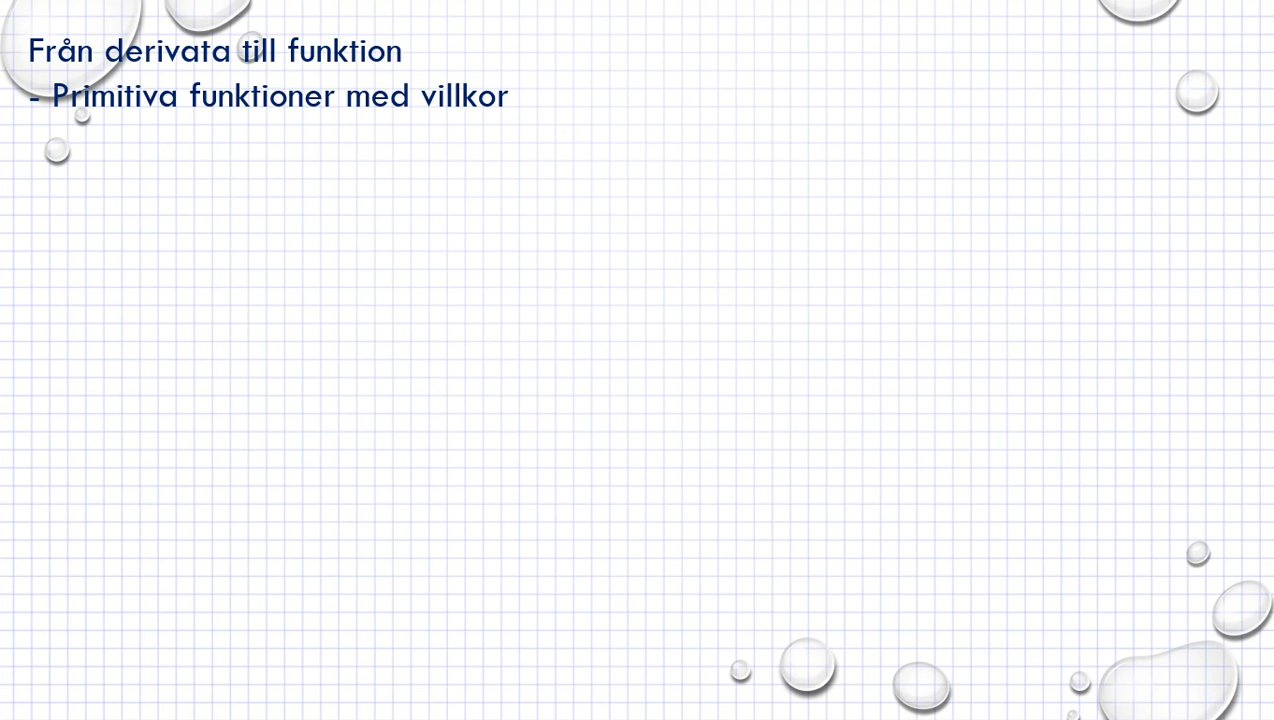 Från derivata till funktion
- Primitiva funktioner med villkor